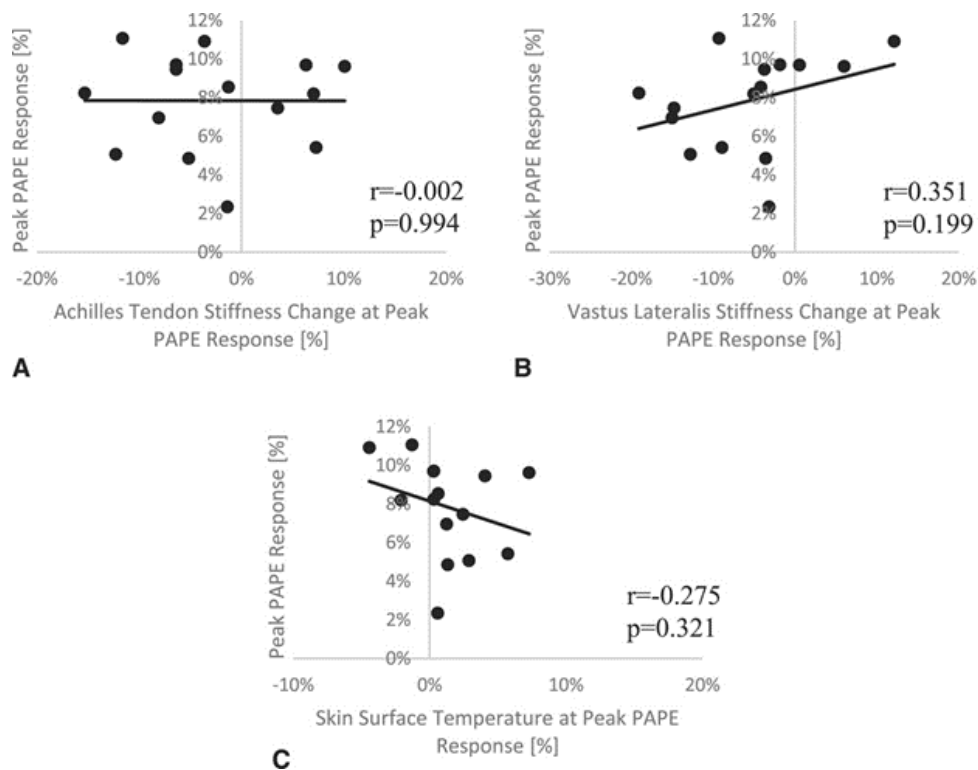 12%
10%
8%
6%
4%
2%
0%
Peak PAPE Response [%]
r=-0.002
p=0.994
-20%
-10%
0%
10%
20%
Achilles Tendon Stiffness Change at Peak
PAPE Response [%]
A
12%
10%
8%
6%
4%
2%
0%
Peak PAPE Response [%]
r=0.351
p=0.199
-30%
-20%
-10%
0%
10%
20%
Vastus Lateralis Stiffness Change at Peak
PAPE Response [%]
B
12%
10%
8%
6%
4%
2%
0%
Peak PAPE Response [%]
r=-0.275
p=0.321
-10%
0%
10%
20%
Skin Surface Temperature at Peak PAPE
Response [%]
C